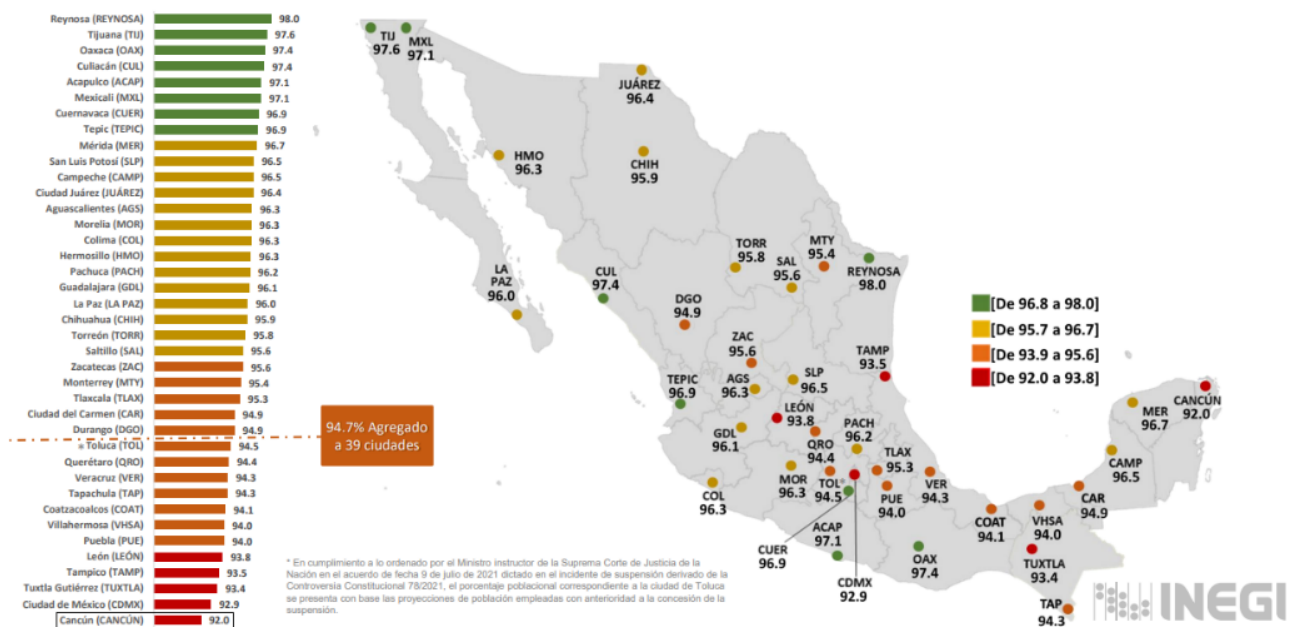 Reynosa (REYNOSA) 98.0
Tijuana (TIJ) 97.6
Oaxaca (OAX) 97.4
Culiacán (CUL) 97.4
Acapulco (ACAP) 97.1
Mexicali (MXL) 97.1
Cuernavaca (CUER) 96.9
Tepic (TEPIC) 96.9
Mérida (MER) 96.7
San Luis Potosí (SLP) 96.5
Campeche (CAMP) 96.5
Ciudad Juárez (JUÁREZ) 96.4
Aguascalientes (AGS) 96.3
Morelia (MOR) 96.3
Colima (COL) 96.3
Hermosillo (HMO) 96.3
Pachuca (PACH) 96.2
Guadalajara (GDL) 96.1
La Paz (LA PAZ) 96.0
Chihuahua (CHIH) 95.9
Torreón (TORR) 95.8
Saltillo (SAL) 95.6
Zacatecas (ZAC) 95.6
Monterrey (MTY) 95.4
Tlaxcala (TLAX) 95.3
Ciudad del Carmen (CAR) 94.9
Durango (DGO) 94.9
*Toluca (TOL) 94.5
Querétaro (QRO) 94.4
Veracruz (VER) 94.3
Tapachula (TAP) 94.3
Coatzacoalcos (COAT) 94.1
Villahermosa (VHSA) 94.0
Puebla (PUE) 94.0
León (LEÓN) 93.8
Tampico (TAMP) 93.5
Tuxtla Gutiérrez (TUXTLA) 93.4
Ciudad de México (CDMX) 92.9
Cancún (CANCÚN) 92.0
94.7% Agregado
a 39 ciudades
TIJ
97.6
MXL
97.1
JUÁREZ
96.4
HMO
96.3
CHIH
95.9
LA
PAZ
96.0
CUL
97.4
TORR
95.8
SAL
95.6
MTY
95.4
REYNOSA
98.0
DGO
94.9
ZAC
95.6
TAMP
93.5
TEPIC
96.9
AGS
96.3
SLP
96.5
LEÓN
93.8
GDL
96.1
QRO
94.4
PACH
96.2
TLAX
95.3
COL
96.3
MOR
96.3
TOL*
94.5
PUE
94.0
VER
94.3
ACAP
97.1
CUER
96.9
CDMX
92.9
OAX
97.4
COAT
94.1
VHSA
94.0
CAR
94.9
TUXTLA
93.4
TAP
94.3
MER
96.7
CANCÚN
92.0
CAMP
96.5
[De 96.8 a 98.0]
[De 95.7 a 96.7]
[De 93.9 a 95.6]
[De 92.0 a 93.8]
* En cumplimiento a lo ordenado por el Ministro instructor de la Suprema Corte de Justicia de la
Nación en el acuerdo de fecha 9 de julio de 2021 dictado en el incidente de suspensión derivado de la
Controversia Constitucional 78/2021, el porcentaje poblacional correspondiente a la ciudad de Toluca
se presenta con base las proyecciones de población empleadas con anterioridad a la concesión de la
suspensión.
INEGI